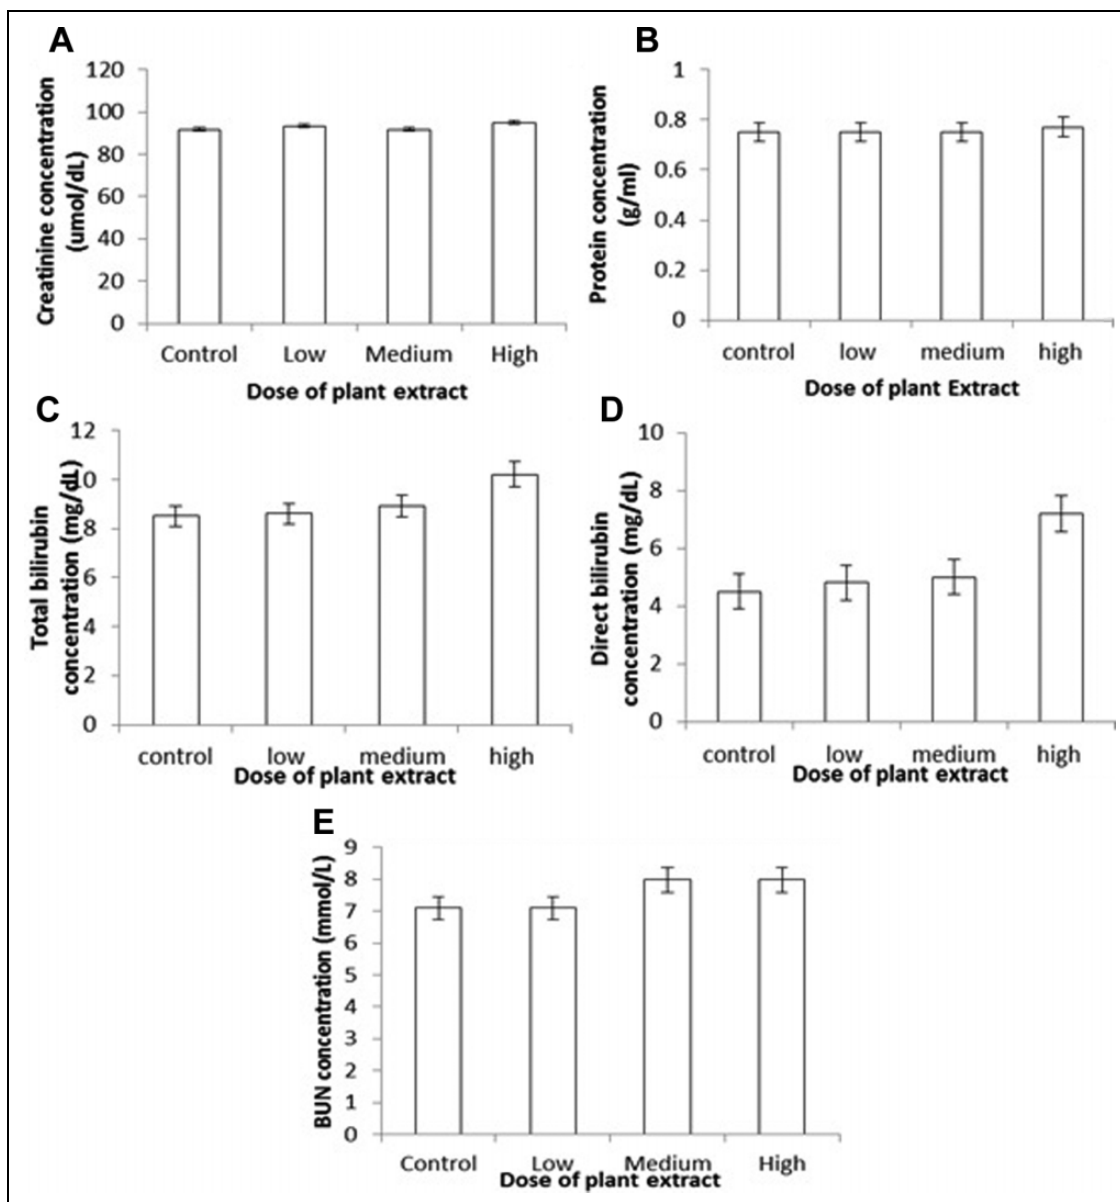 A
Creatinine concentration
(umol/dL)
120
100
80
60
40
20
0
Control Low Medium High
Dose of plant extract
B
Protein concentration
(g/ml)
1
0.8
0.6
0.4
0.2
0
control low medium high
Dose of plant Extract
C
Total bilirubin
concentration (mg/dL)
12
10
8
6
4
2
0
control low medium high
Dose of plant extract
D
Direct bilirubin
concentration (mg/dL)
10
8
6
4
2
0
control low medium high
Dose of plant extract
E
BUN concentration (mmol/L)
9
8
7
6
5
4
3
2
1
0
Control Low Medium High
Dose of plant extract